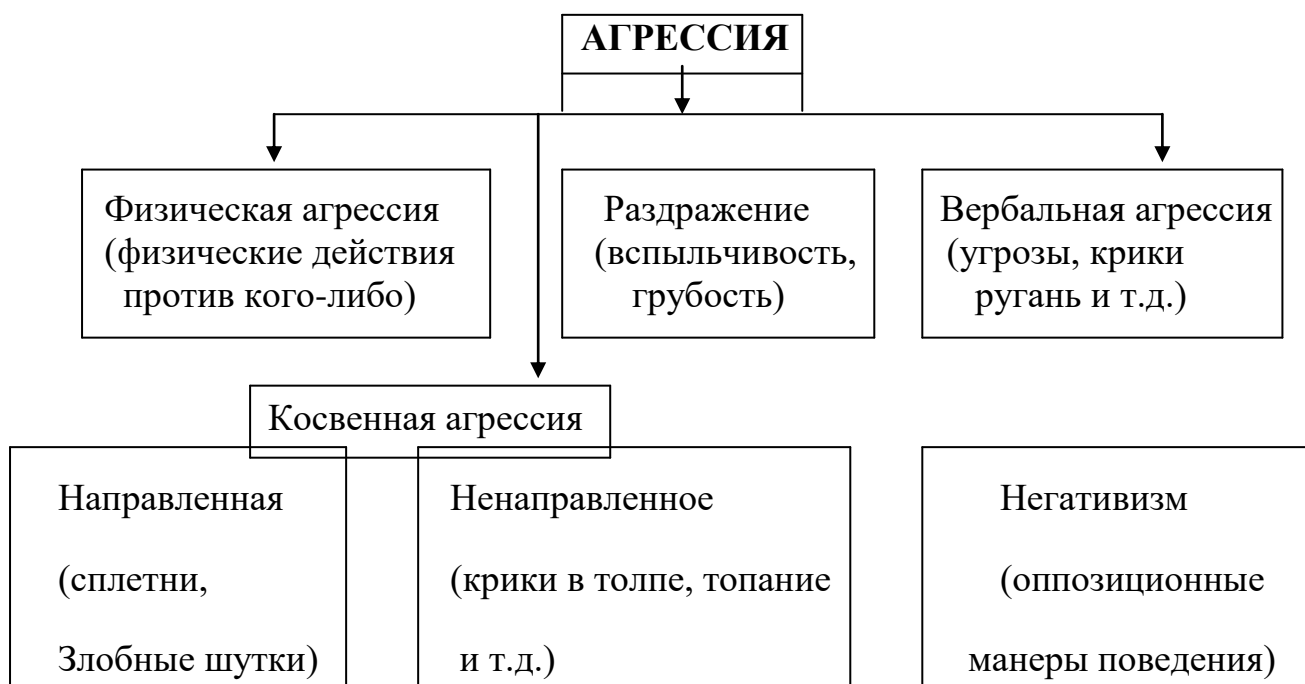 АГРЕССИЯ
Физическая агрессия
(физические действия
против кого-либо)
Раздражение
(вспыльчивость,
грубость)
Вербальная агрессия
(угрозы, крики
ругань и т.д.)
Косвенная агрессия
Направленная
(сплетни,
Злобные шутки)
Ненаправленное
(крики в толпе, топание
и т.д.)
Негативизм
(оппозиционные
манеры поведения)